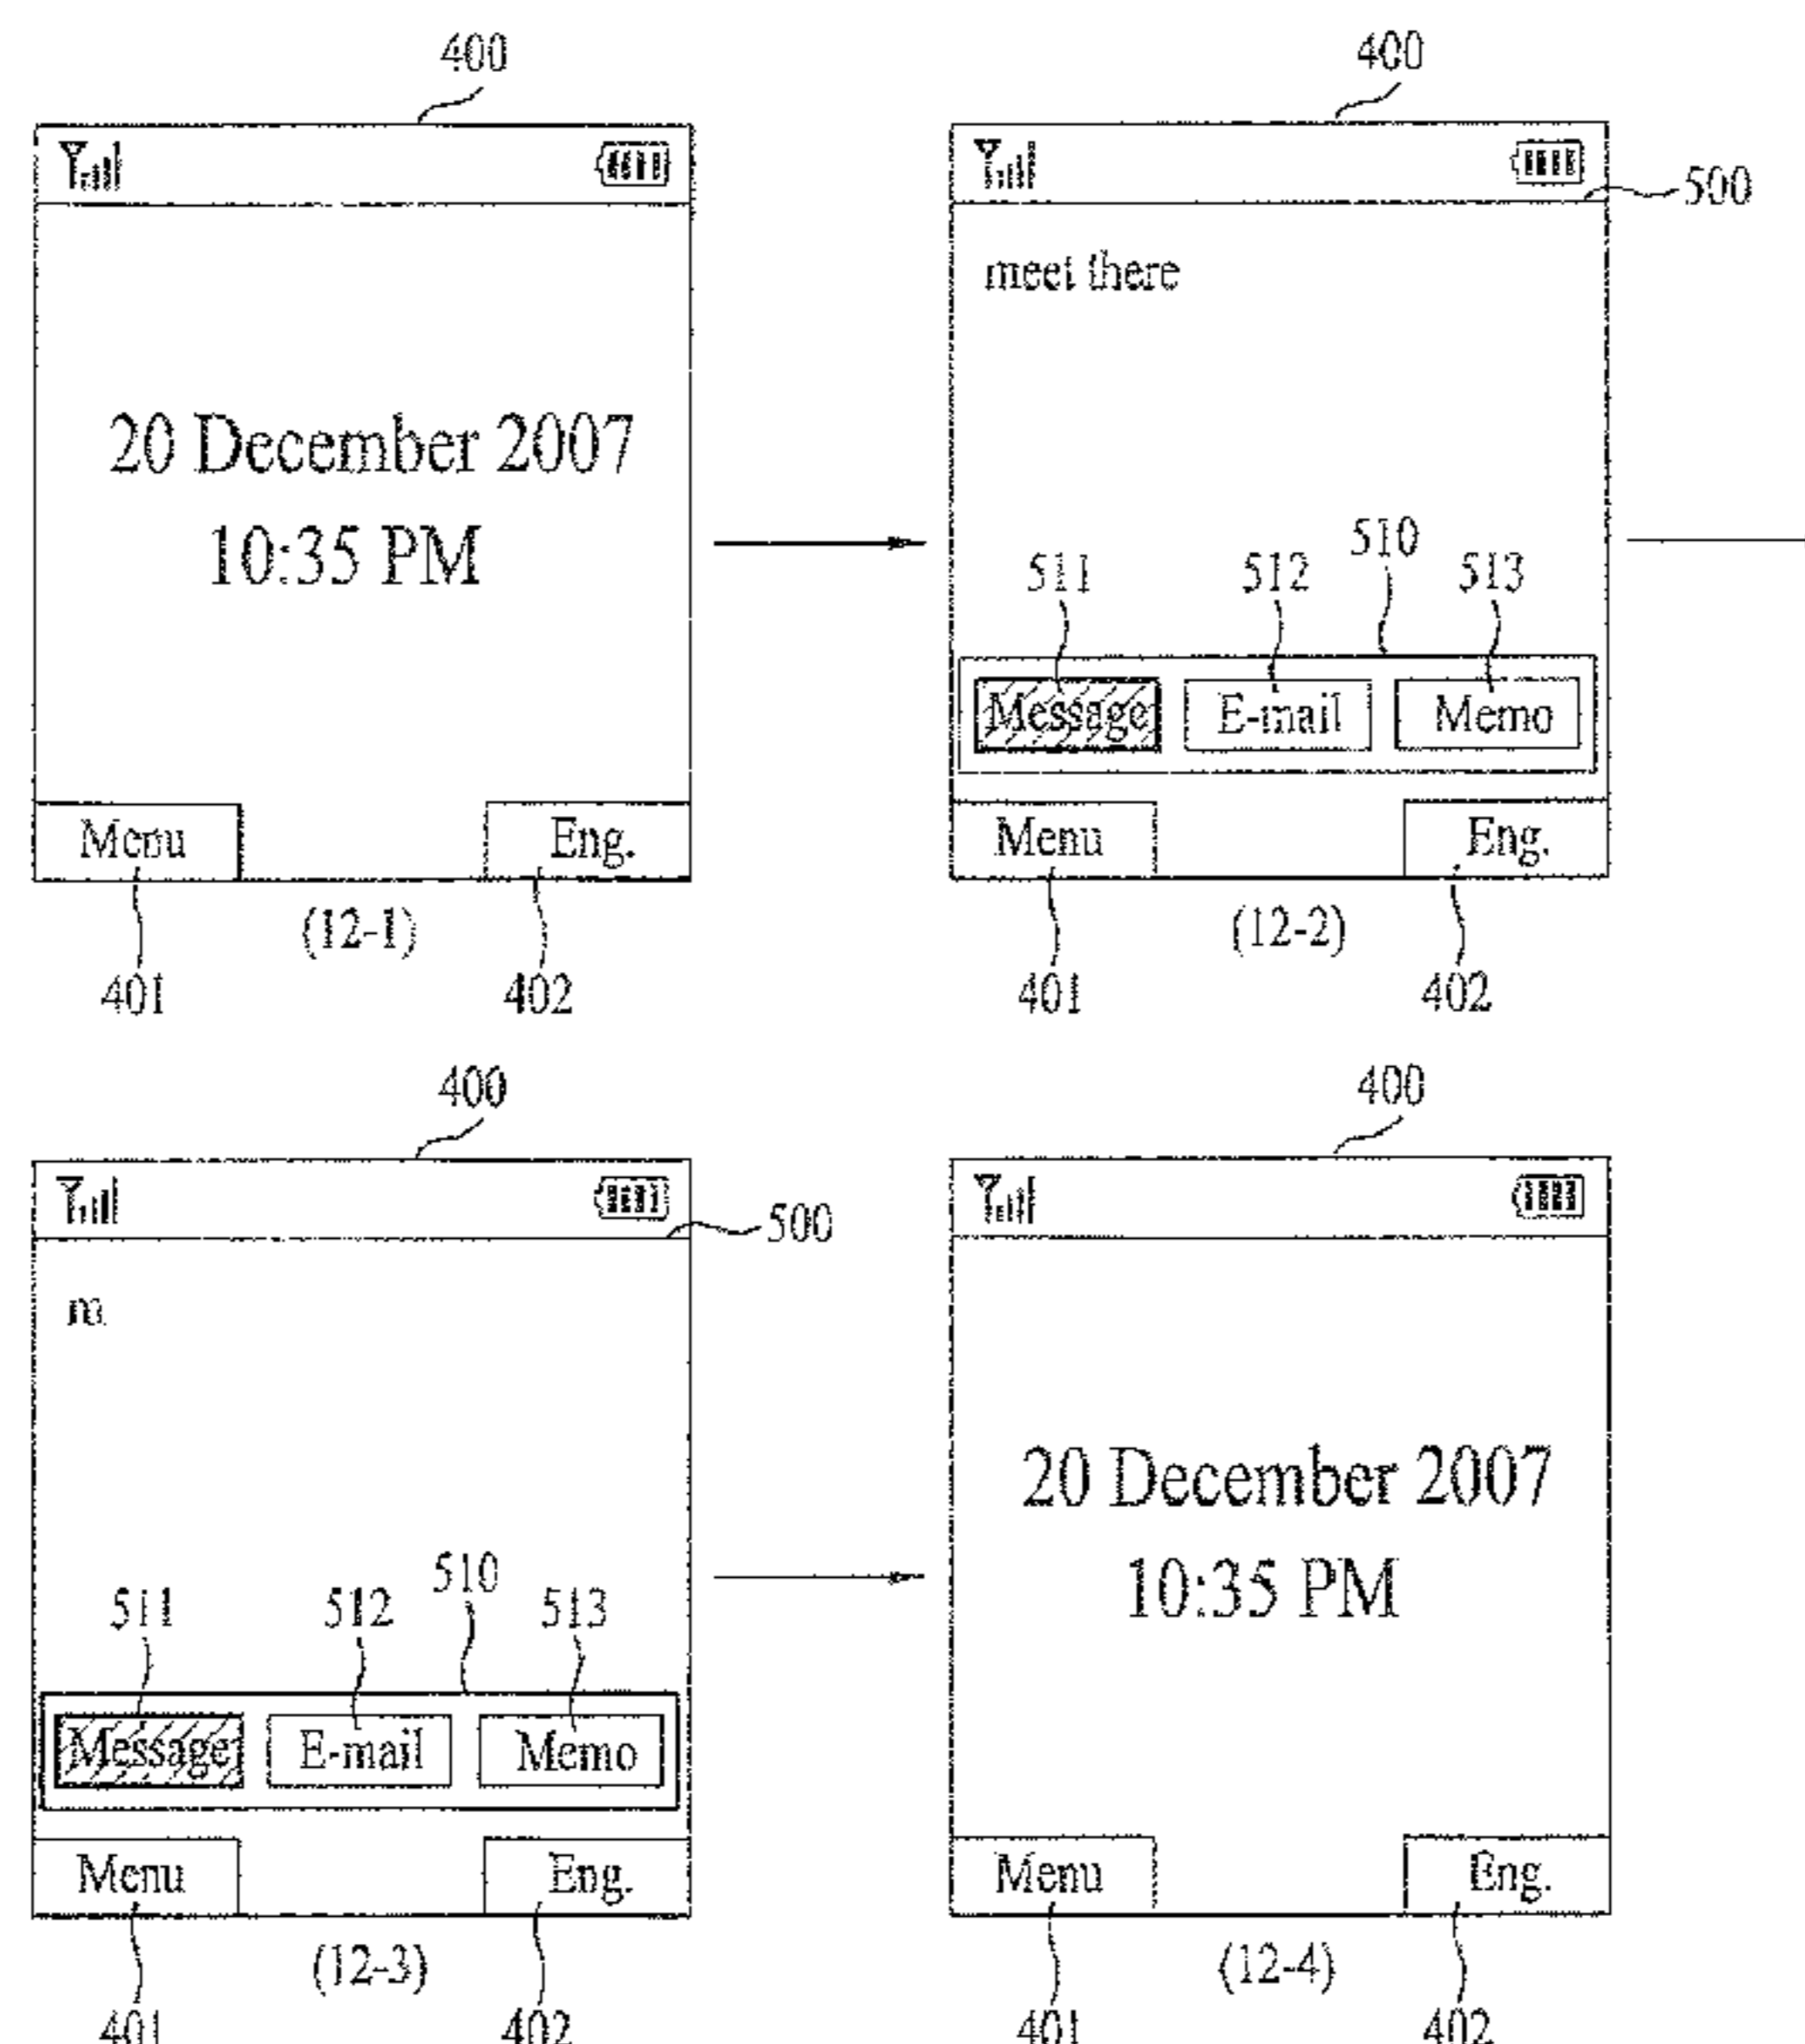 400
400
500
20 December 2007
10:35 PM
Menu
Eng.
(12-1)
401
402
meet there
510
511
512
513
Message
E-mail
Memo
Menu
Eng.
(12-2)
401
402
400
400
500
m
510
511
512
513
Message
E-mail
Memo
Menu
Eng.
(12-3)
401
402
20 December 2007
10:35 PM
Menu
Eng.
(12-4)
401
402